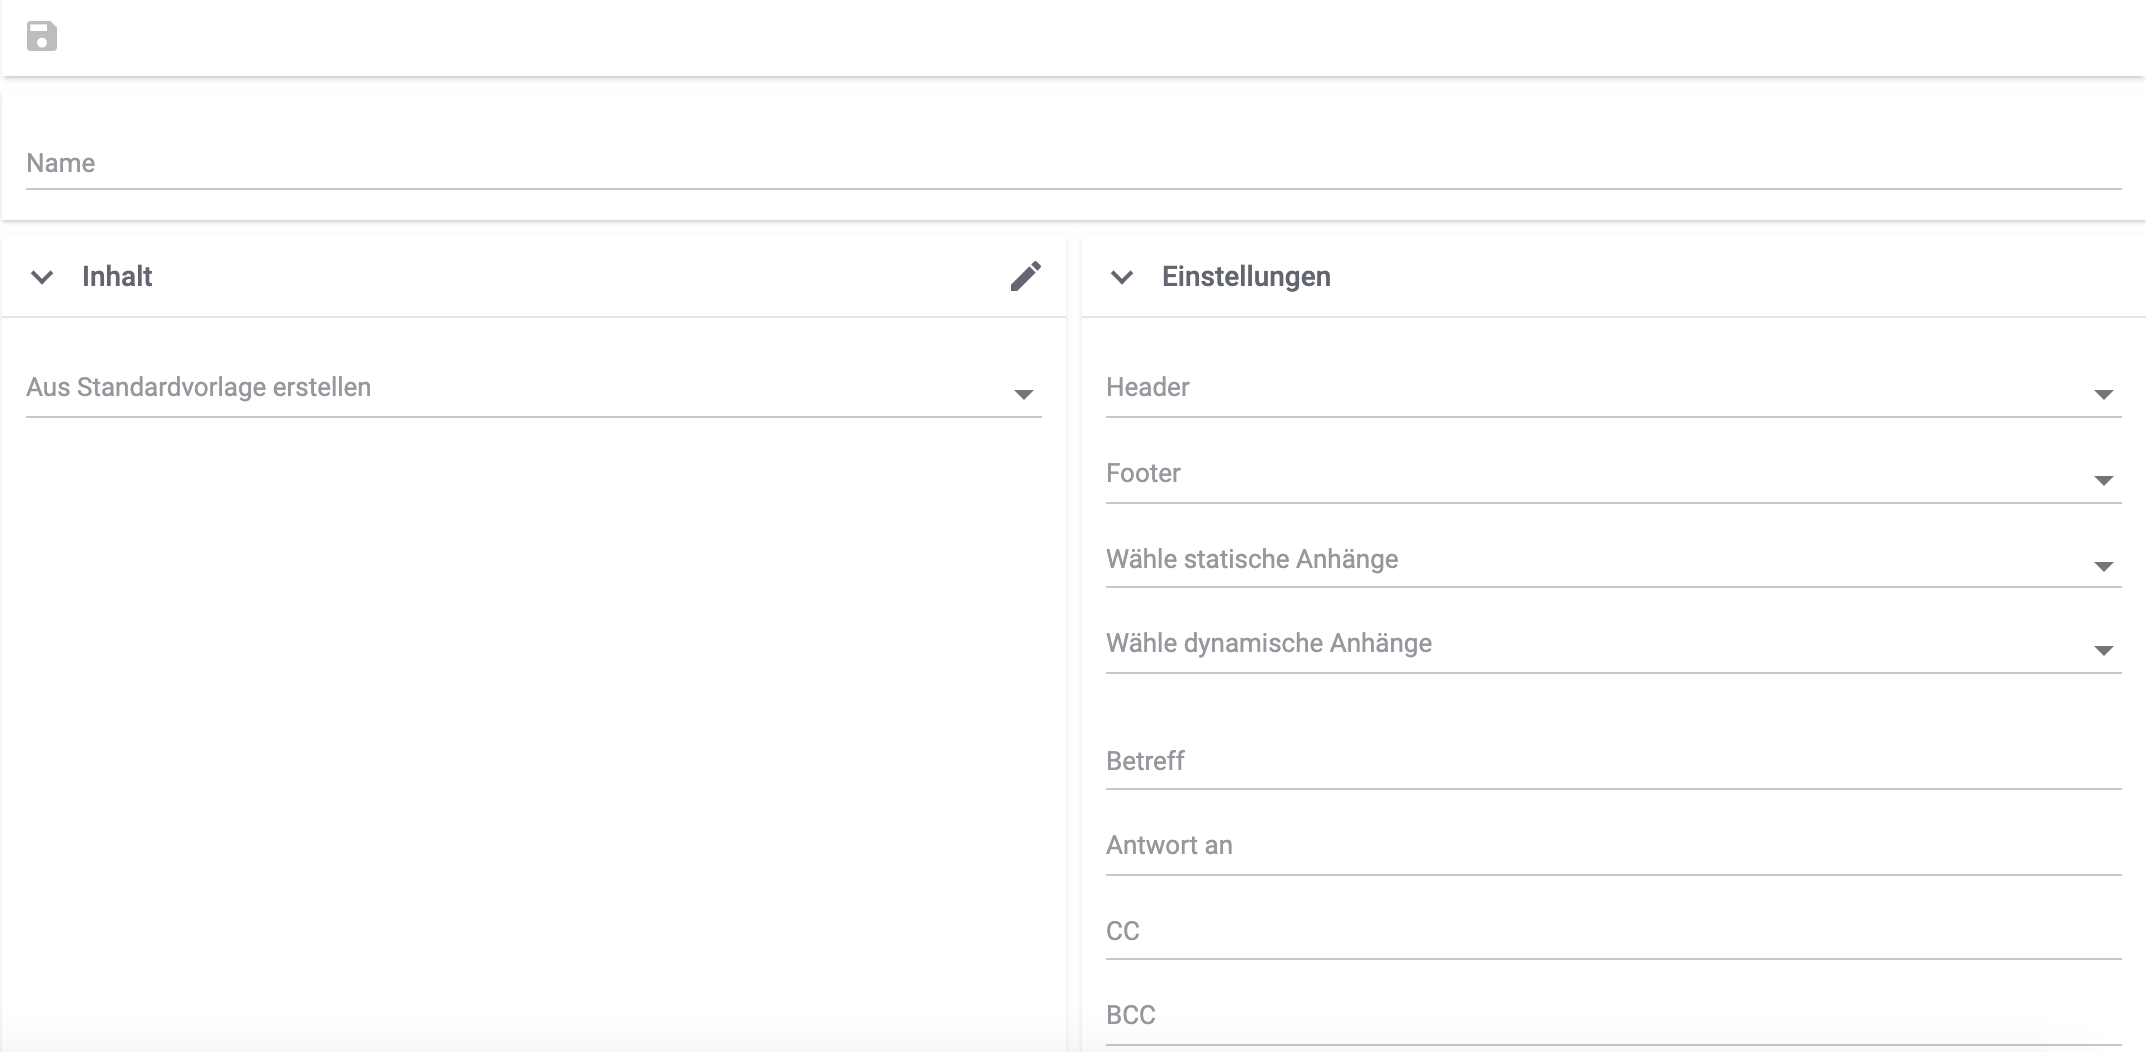 Name
Inhalt
Aus Standardvorlage erstellen
Einstellungen
Header
Footer
Wähle statische Anhänge
Wähle dynamische Anhänge
Betreff
Antwort an
CC
BCC